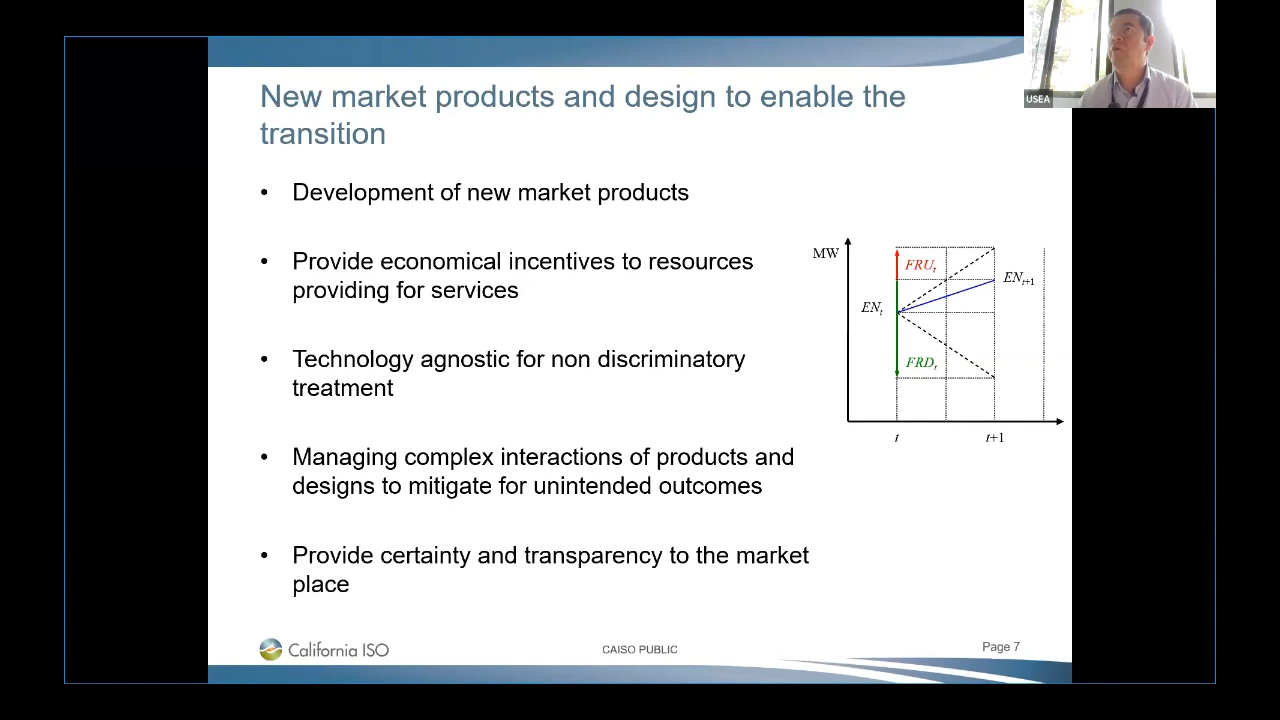 USEA
New market products and design to enable the
transition
• Development of new market products
• Provide economical incentives to resources
providing for services
• Technology agnostic for non discriminatory
treatment
• Managing complex interactions of products and
designs to mitigate for unintended outcomes
• Provide certainty and transparency to the market
place
MW
FRUt
ENt+1
ENt
FRDt
t
t+1
California ISO
CAISO PUBLIC
Page 7